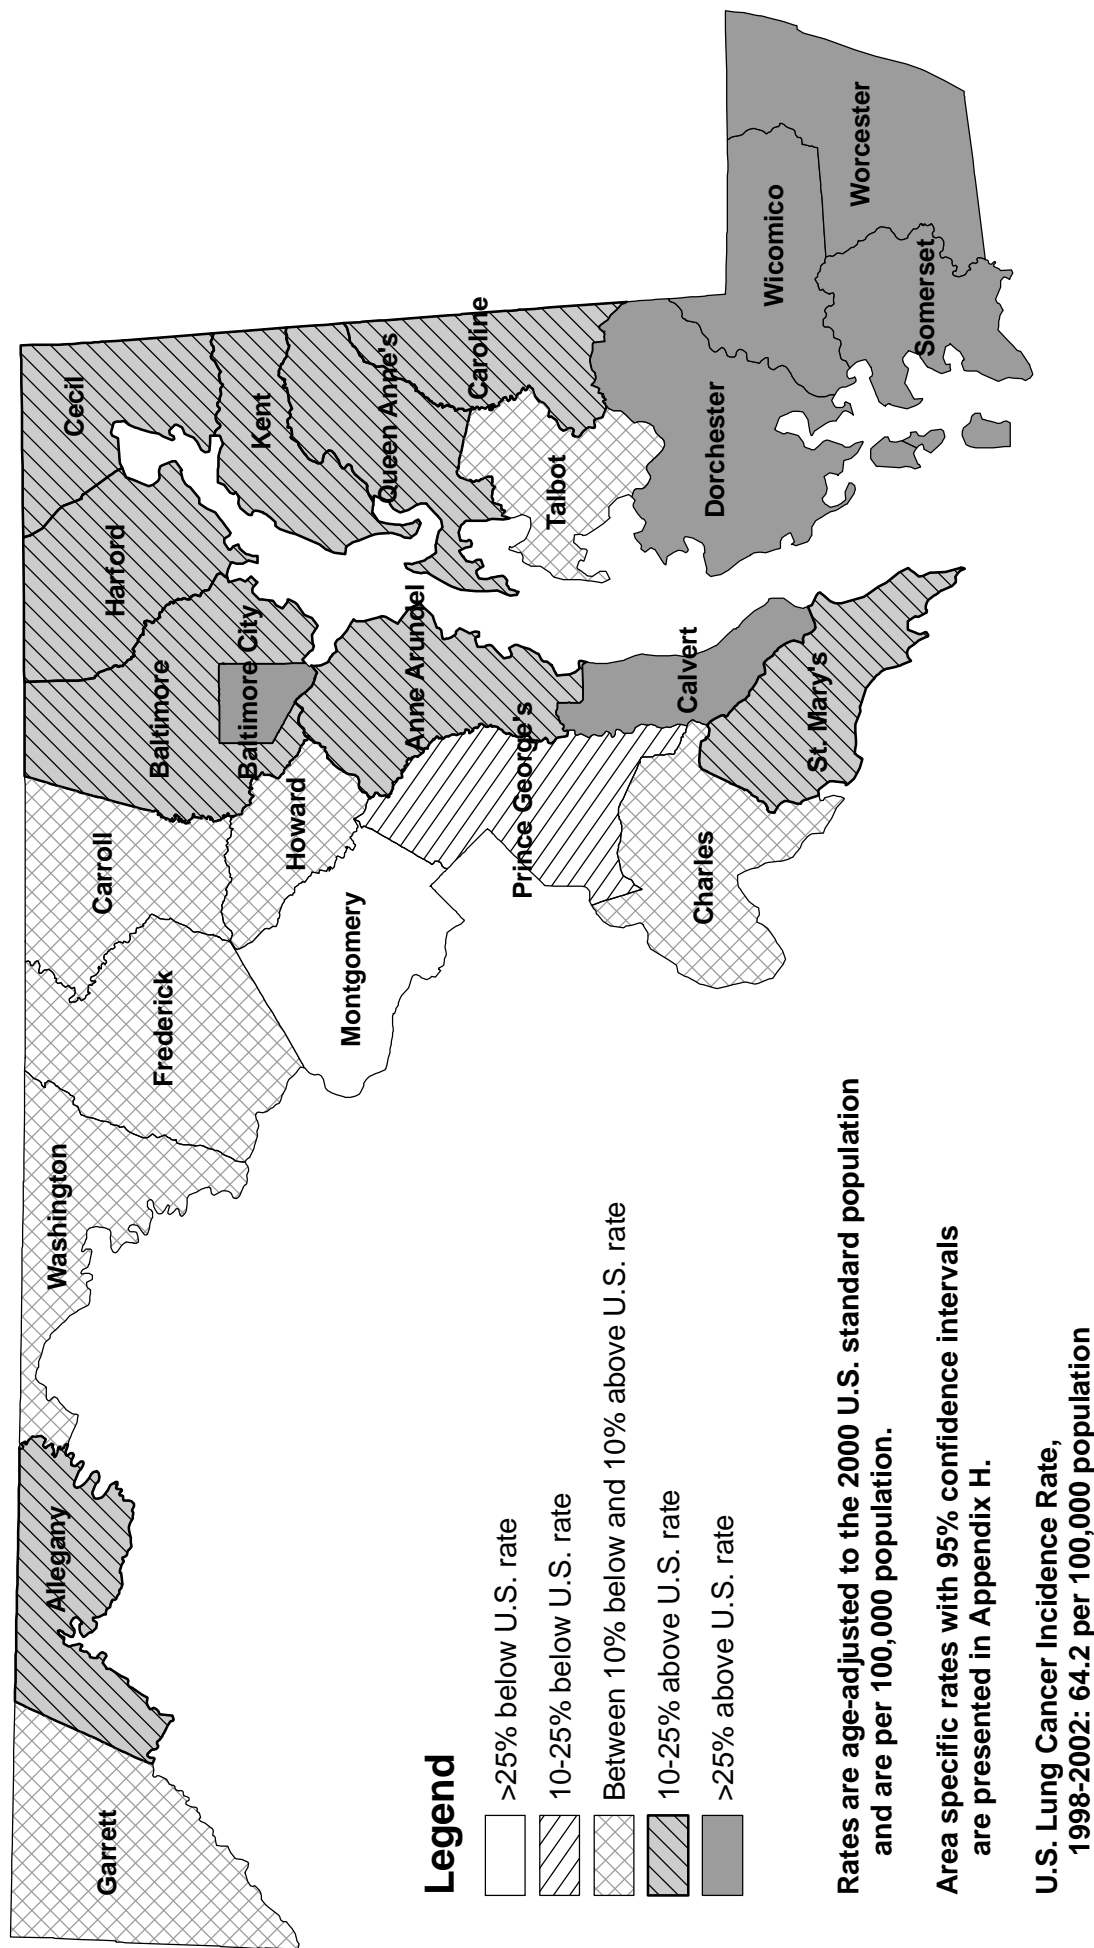 Garrett
Allegany
Washington
Frederick
Carroll
Baltimore
Harford
Cecil
Baltimore City
Howard
Kent
Montgomery
Anne Arundel
Queen Anne's
Prince George's
Caroline
Talbot
Charles
Calvert
Dorchester
St. Mary's
Wicomico
Worcester
Somerset
Legend
>25% below U.S. rate
10-25% below U.S. rate
Between 10% below and 10% above U.S. rate
10-25% above U.S. rate
>25% above U.S. rate
Rates are age-adjusted to the 2000 U.S. standard population
and are per 100,000 population.
Area specific rates with 95% confidence intervals
are presented in Appendix H.
U.S. Lung Cancer Incidence Rate,
1998-2002: 64.2 per 100,000 population